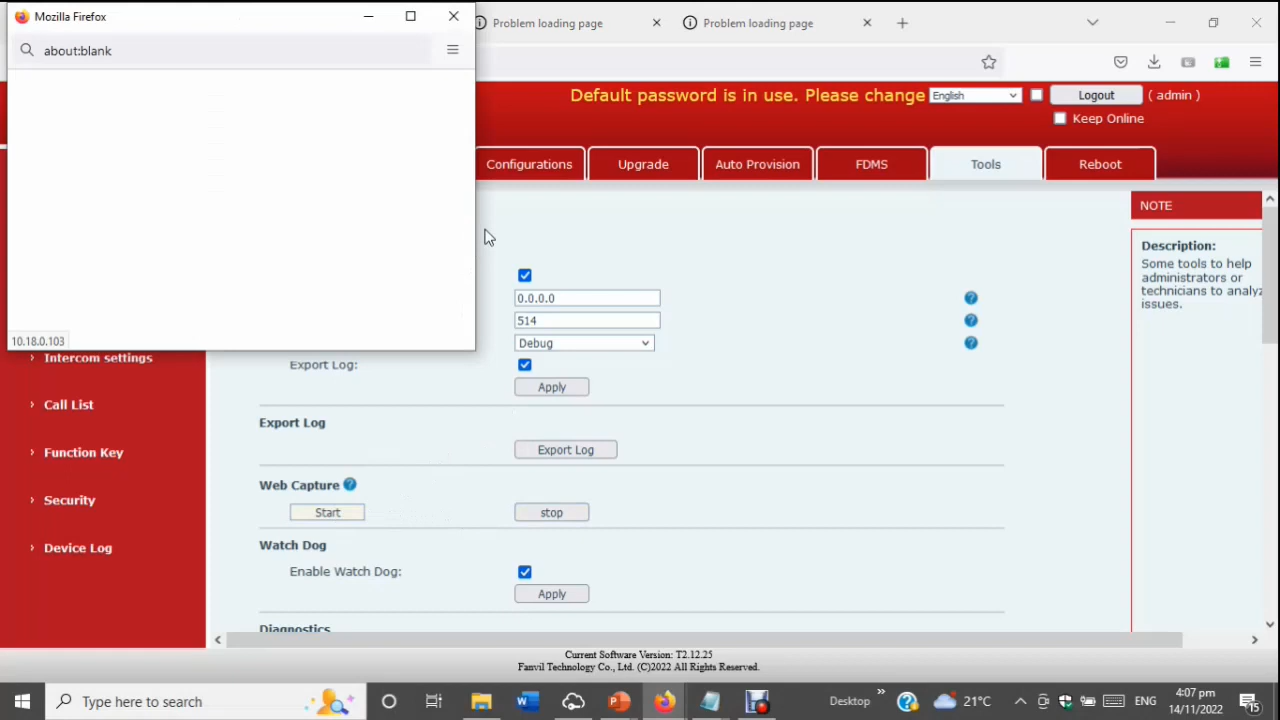 Mozilla Firefox
about:blank
10.18.0.103
Problem loading page
Problem loading page
Default password is in use. Please change
English
Logout
( admin )
Keep Online
Configurations
Upgrade
Auto Provision
FDMS
Tools
Reboot
Intercom settings
Call List
Function Key
Security
Device Log
0.0.0.0
514
Debug
Export Log:
Apply
Export Log
Export Log
Web Capture
Start
stop
Watch Dog
Enable Watch Dog:
Apply
Diagnostics
NOTE
Description:
Some tools to help
administrators or
technicians to analyz
issues.
Current Software Version: T2.12.25
Fanvil Technology Co., Ltd. (C)2022 All Rights Reserved.
Type here to search
Desktop
21°C
ENG
4:07 pm
14/11/2022
15